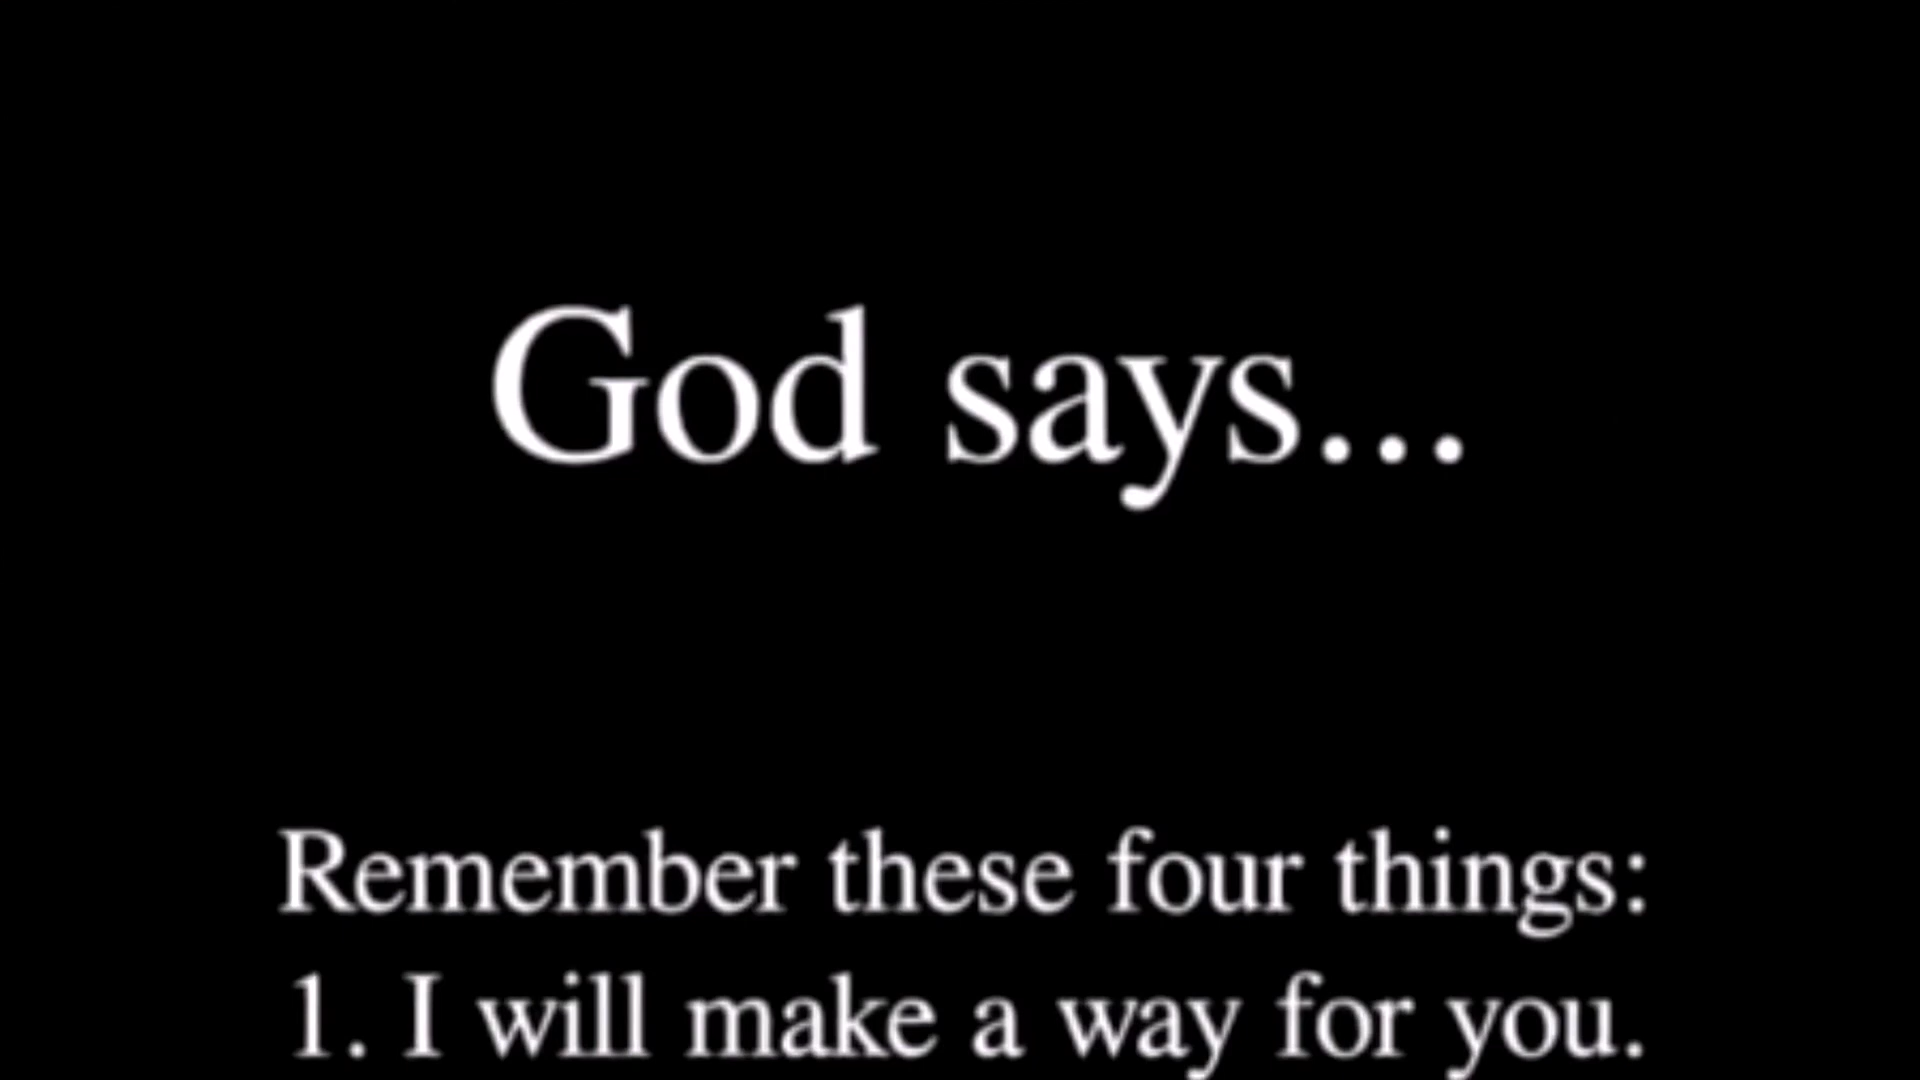 God says...
Remember these four things:
1. I will make a way for you.